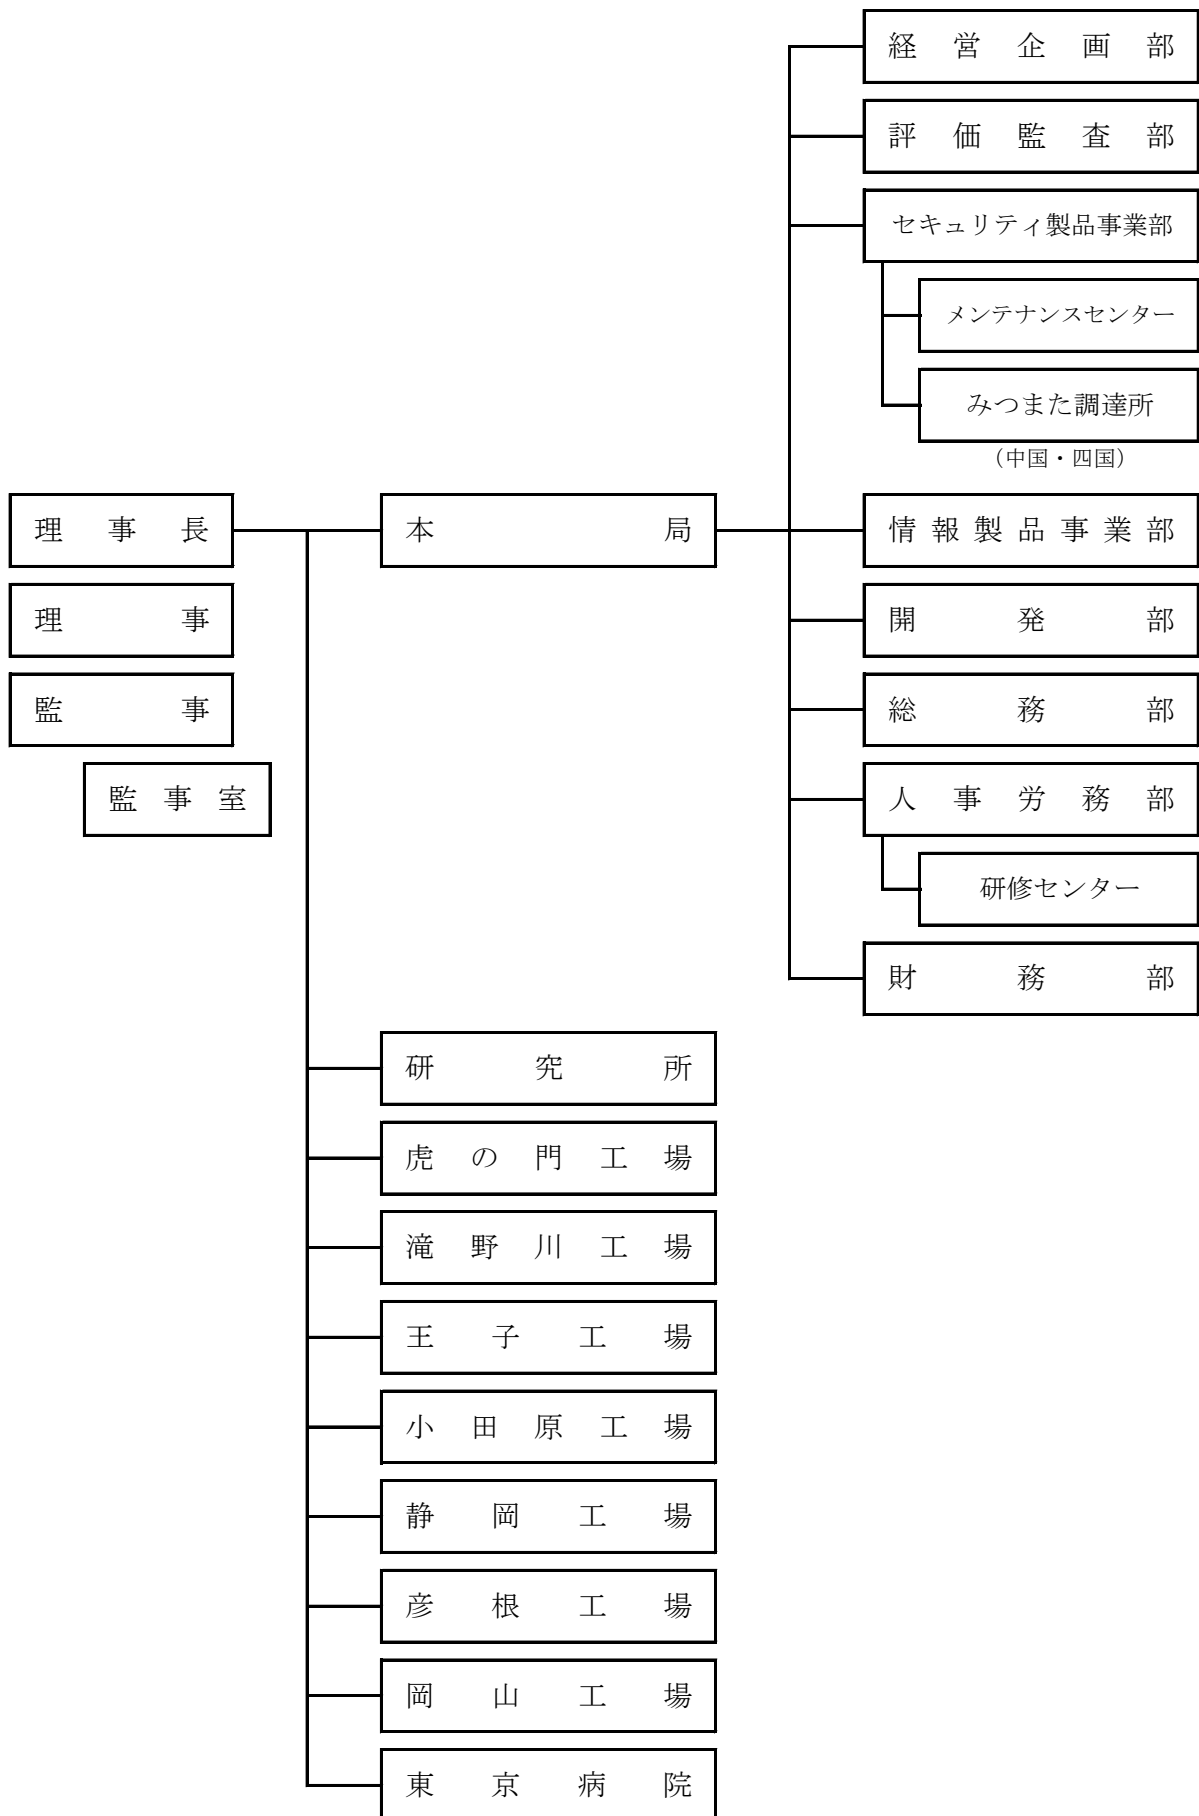 経営企画部
評価監査部
セキュリティ製品事業部
メンテナンスセンター
みつまた調達所
（中国・四国）
理事長
本局
情報製品事業部
理事
開発部
監事
総務部
監事室
人事労務部
研修センター
財務部
研究所
虎の門工場
滝野川工場
王子工場
小田原工場
静岡工場
彦根工場
岡山工場
東京病院